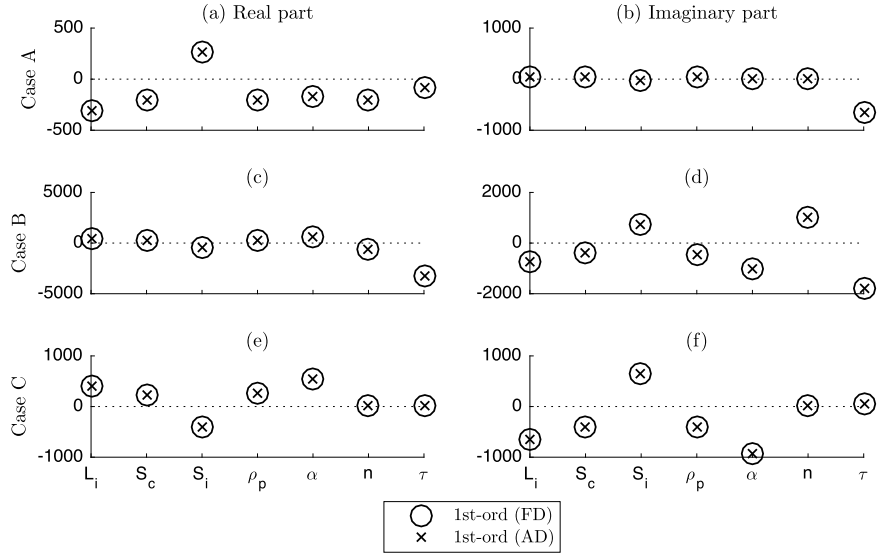 (a) Real part
(b) Imaginary part
Case A
500
0
-500
1000
0
-1000
(c)
(d)
Case B
5000
0
-5000
2000
0
-2000
(e)
(f)
Case C
1000
0
-1000
1000
0
-1000
L_i S_c S_i ρ_p α n τ
L_i S_c S_i ρ_p α n τ
1st-ord (FD)
1st-ord (AD)